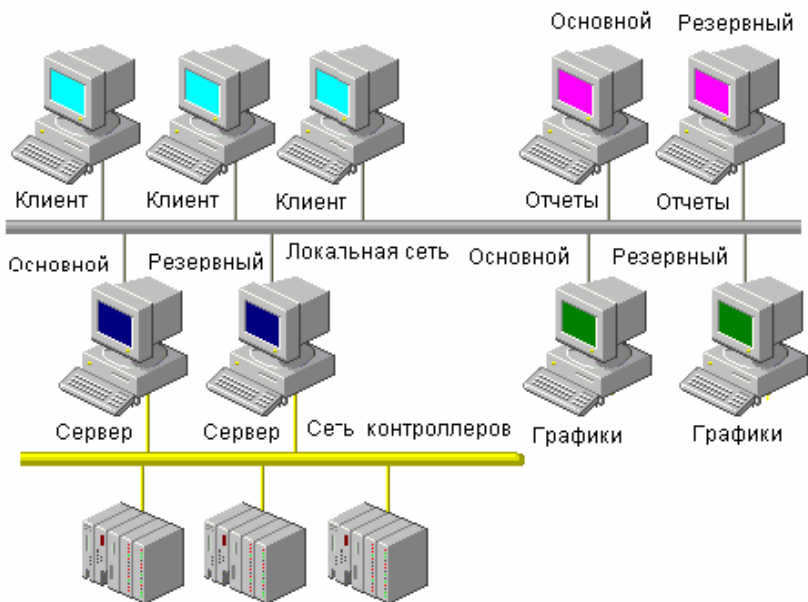 Основной Резервный
Клиент Клиент Клиент Отчеты Отчеты
Основной Резервный Локальная сеть Основной Резервный
Сервер Сервер Сеть контроллеров Графики Графики